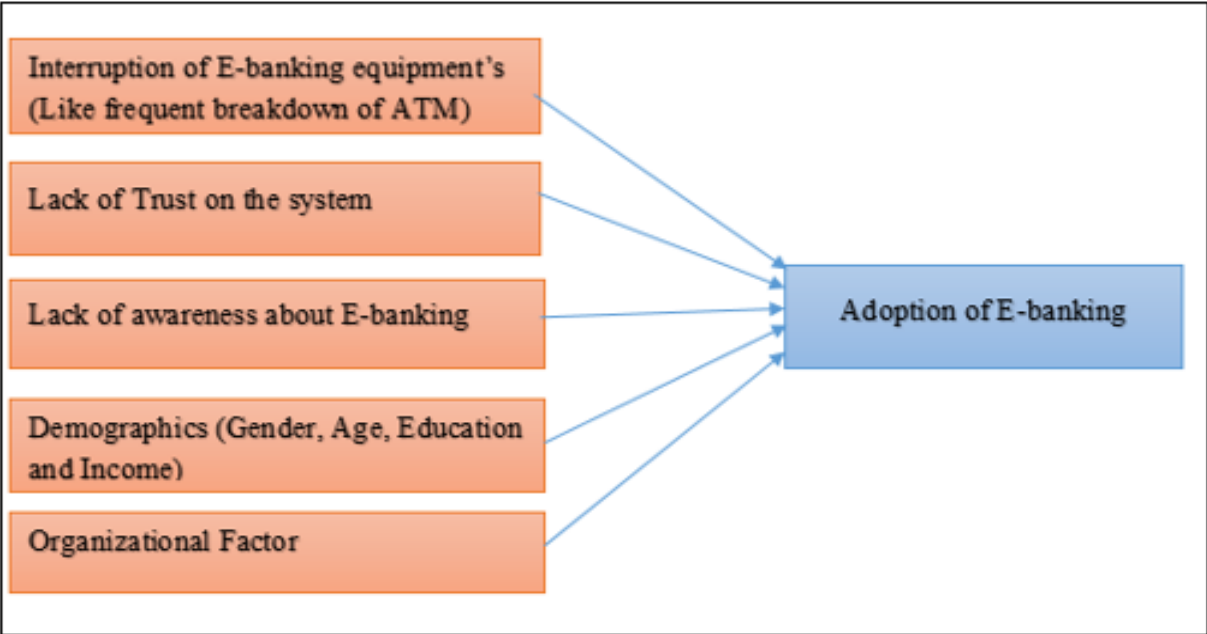 Interruption of E-banking equipment’s
(Like frequent breakdown of ATM)
Lack of Trust on the system
Lack of awareness about E-banking
Demographics (Gender, Age, Education
and Income)
Organizational Factor
Adoption of E-banking